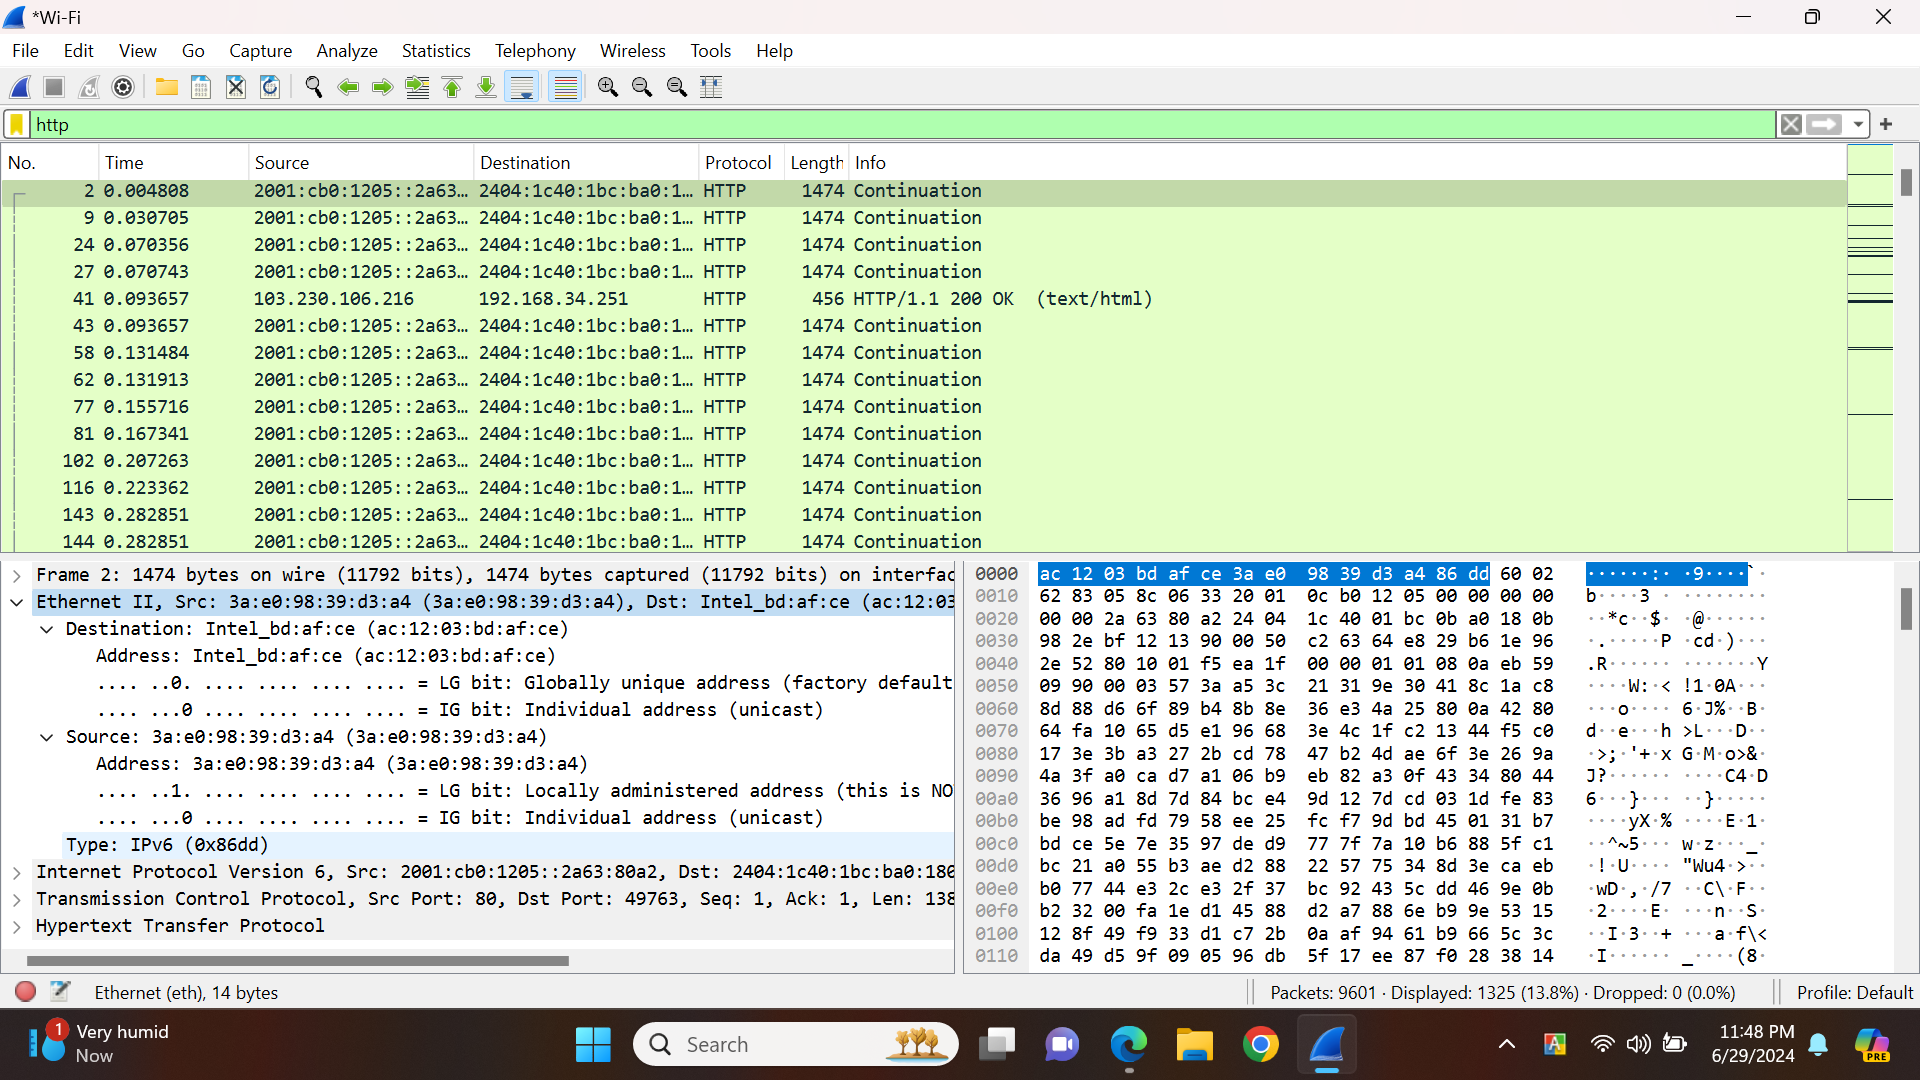 *Wi-Fi
File Edit View Go Capture Analyze Statistics Telephony Wireless Tools Help
http
No. Time Source Destination Protocol Length Info
2 0.004808 2001:cb0:1205::2a63… 2404:1c40:1bc:ba0:1… HTTP 1474 Continuation
9 0.030705 2001:cb0:1205::2a63… 2404:1c40:1bc:ba0:1… HTTP 1474 Continuation
24 0.070356 2001:cb0:1205::2a63… 2404:1c40:1bc:ba0:1… HTTP 1474 Continuation
27 0.070743 2001:cb0:1205::2a63… 2404:1c40:1bc:ba0:1… HTTP 1474 Continuation
41 0.093657 103.230.106.216 192.168.34.251 HTTP 456 HTTP/1.1 200 OK (text/html)
43 0.093657 2001:cb0:1205::2a63… 2404:1c40:1bc:ba0:1… HTTP 1474 Continuation
58 0.131484 2001:cb0:1205::2a63… 2404:1c40:1bc:ba0:1… HTTP 1474 Continuation
62 0.131913 2001:cb0:1205::2a63… 2404:1c40:1bc:ba0:1… HTTP 1474 Continuation
77 0.155716 2001:cb0:1205::2a63… 2404:1c40:1bc:ba0:1… HTTP 1474 Continuation
81 0.167341 2001:cb0:1205::2a63… 2404:1c40:1bc:ba0:1… HTTP 1474 Continuation
102 0.207263 2001:cb0:1205::2a63… 2404:1c40:1bc:ba0:1… HTTP 1474 Continuation
116 0.223362 2001:cb0:1205::2a63… 2404:1c40:1bc:ba0:1… HTTP 1474 Continuation
143 0.282851 2001:cb0:1205::2a63… 2404:1c40:1bc:ba0:1… HTTP 1474 Continuation
144 0.282851 2001:cb0:1205::2a63… 2404:1c40:1bc:ba0:1… HTTP 1474 Continuation
Frame 2: 1474 bytes on wire (11792 bits), 1474 bytes captured (11792 bits) on interfac
Ethernet II, Src: 3a:e0:98:39:d3:a4 (3a:e0:98:39:d3:a4), Dst: Intel_bd:af:ce (ac:12:03
Destination: Intel_bd:af:ce (ac:12:03:bd:af:ce)
Address: Intel_bd:af:ce (ac:12:03:bd:af:ce)
.... ..0. .... .... .... .... = LG bit: Globally unique address (factory default
.... ...0 .... .... .... .... = IG bit: Individual address (unicast)
Source: 3a:e0:98:39:d3:a4 (3a:e0:98:39:d3:a4)
Address: 3a:e0:98:39:d3:a4 (3a:e0:98:39:d3:a4)
.... ..1. .... .... .... .... = LG bit: Locally administered address (this is NO
.... ...0 .... .... .... .... = IG bit: Individual address (unicast)
Type: IPv6 (0x86dd)
Internet Protocol Version 6, Src: 2001:cb0:1205::2a63:80a2, Dst: 2404:1c40:1bc:ba0:180
Transmission Control Protocol, Src Port: 80, Dst Port: 49763, Seq: 1, Ack: 1, Len: 138
Hypertext Transfer Protocol
0000 ac 12 03 bd af ce 3a e0 98 39 d3 a4 86 dd 60 02 ······:· ·9····`·
0010 62 83 05 8c 06 33 20 01 0c b0 12 05 00 00 00 00 b····3 · ········
0020 00 00 2a 63 80 a2 24 04 1c 40 01 bc 0b a0 18 0b ··*c··$· ·@······
0030 98 2e bf 12 13 90 00 50 c2 63 64 e8 29 b6 1e 96 ·.·····P ·cd·)···
0040 2e 52 80 10 01 f5 ea 1f 00 00 01 01 08 0a eb 59 .R······ ·······Y
0050 09 90 00 03 57 3a a5 3c 21 31 9e 30 41 8c 1a c8 ····W:·< !1·0A···
0060 8d 88 d6 6f 89 b4 8b 8e 36 e3 4a 25 80 0a 42 80 ···o···· 6·J%··B·
0070 64 fa 10 65 d5 e1 96 68 3e 4c 1f c2 13 44 f5 c0 d··e···h >L···D··
0080 17 3e 3b a3 27 2b cd 78 47 b2 4d ae 6f 3e 26 9a ·>;·'+·x G·M·o>&·
0090 4a 3f a0 ca d7 a1 06 b9 eb 82 a3 0f 43 34 80 44 J?······ ····C4·D
00a0 36 96 a1 8d 7d 84 bc e4 9d 12 7d cd 03 1d fe 83 6···}··· ··}·····
00b0 be 98 ad fd 79 58 ee 25 fc f7 9d bd 45 01 31 b7 ····yX·% ····E·1·
00c0 bd ce 5e 7e 35 97 de d9 77 7f 7a 10 b6 88 5f c1 ··^~5··· w·z···_·
00d0 bc 21 a0 55 b3 ae d2 88 22 57 75 34 8d 3e ca eb ·!·U···· "Wu4·>··
00e0 b0 77 44 e3 2c e3 2f 37 bc 92 43 5c dd 46 9e 0b ·wD·,·/7 ··C\·F··
00f0 b2 32 00 fa 1e d1 45 88 d2 a7 88 6e b9 9e 53 15 ·2····E· ···n··S·
0100 12 8f 49 f9 33 d1 c7 2b 0a af 94 61 b9 66 5c 3c ··I·3··+ ···a·f\<
0110 da 49 d5 9f 09 05 96 db 5f 17 ee 87 f0 28 38 14 ·I······ _····(8·
Ethernet (eth), 14 bytes
Packets: 9601 · Displayed: 1325 (13.8%) · Dropped: 0 (0.0%)
Profile: Default
1
Very humid
Now
Search
A
11:48 PM
6/29/2024
PRE